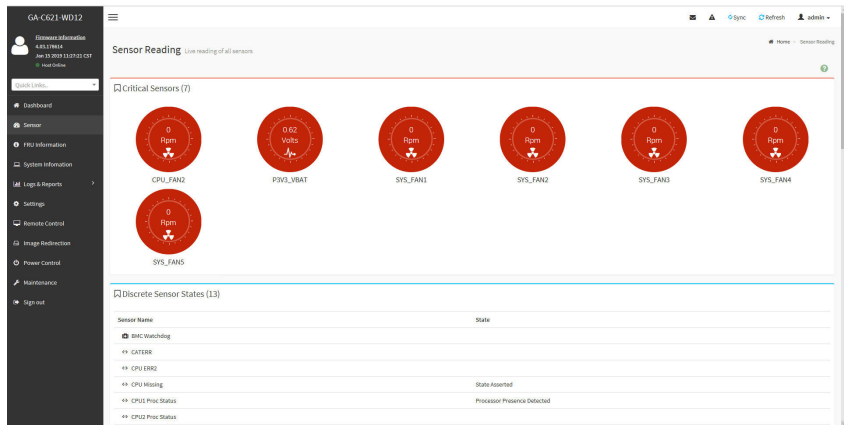 GA-C621-WD12
Sync
Refresh
admin
Firmware Information
4.83.178614
Jan 15 2019 11:27:21 CST
Host Online
Quick Links..
Dashboard
Sensor
FRU Information
System Infomation
Logs & Reports
Settings
Remote Control
Image Redirection
Power Control
Maintenance
Sign out
Sensor Reading Live reading of all sensors
Home - Sensor Reading
Critical Sensors (7)
0
Rpm
CPU_FAN2
0.62
Volts
P3V3_VBAT
0
Rpm
SYS_FAN1
0
Rpm
SYS_FAN2
0
Rpm
SYS_FAN3
0
Rpm
SYS_FAN4
0
Rpm
SYS_FAN5
Discrete Sensor States (13)
Sensor Name State
BMC Watchdog
CATERR
CPU ERR2
CPU Missing State Asserted
CPU1 Proc Status Processor Presence Detected
CPU2 Proc Status